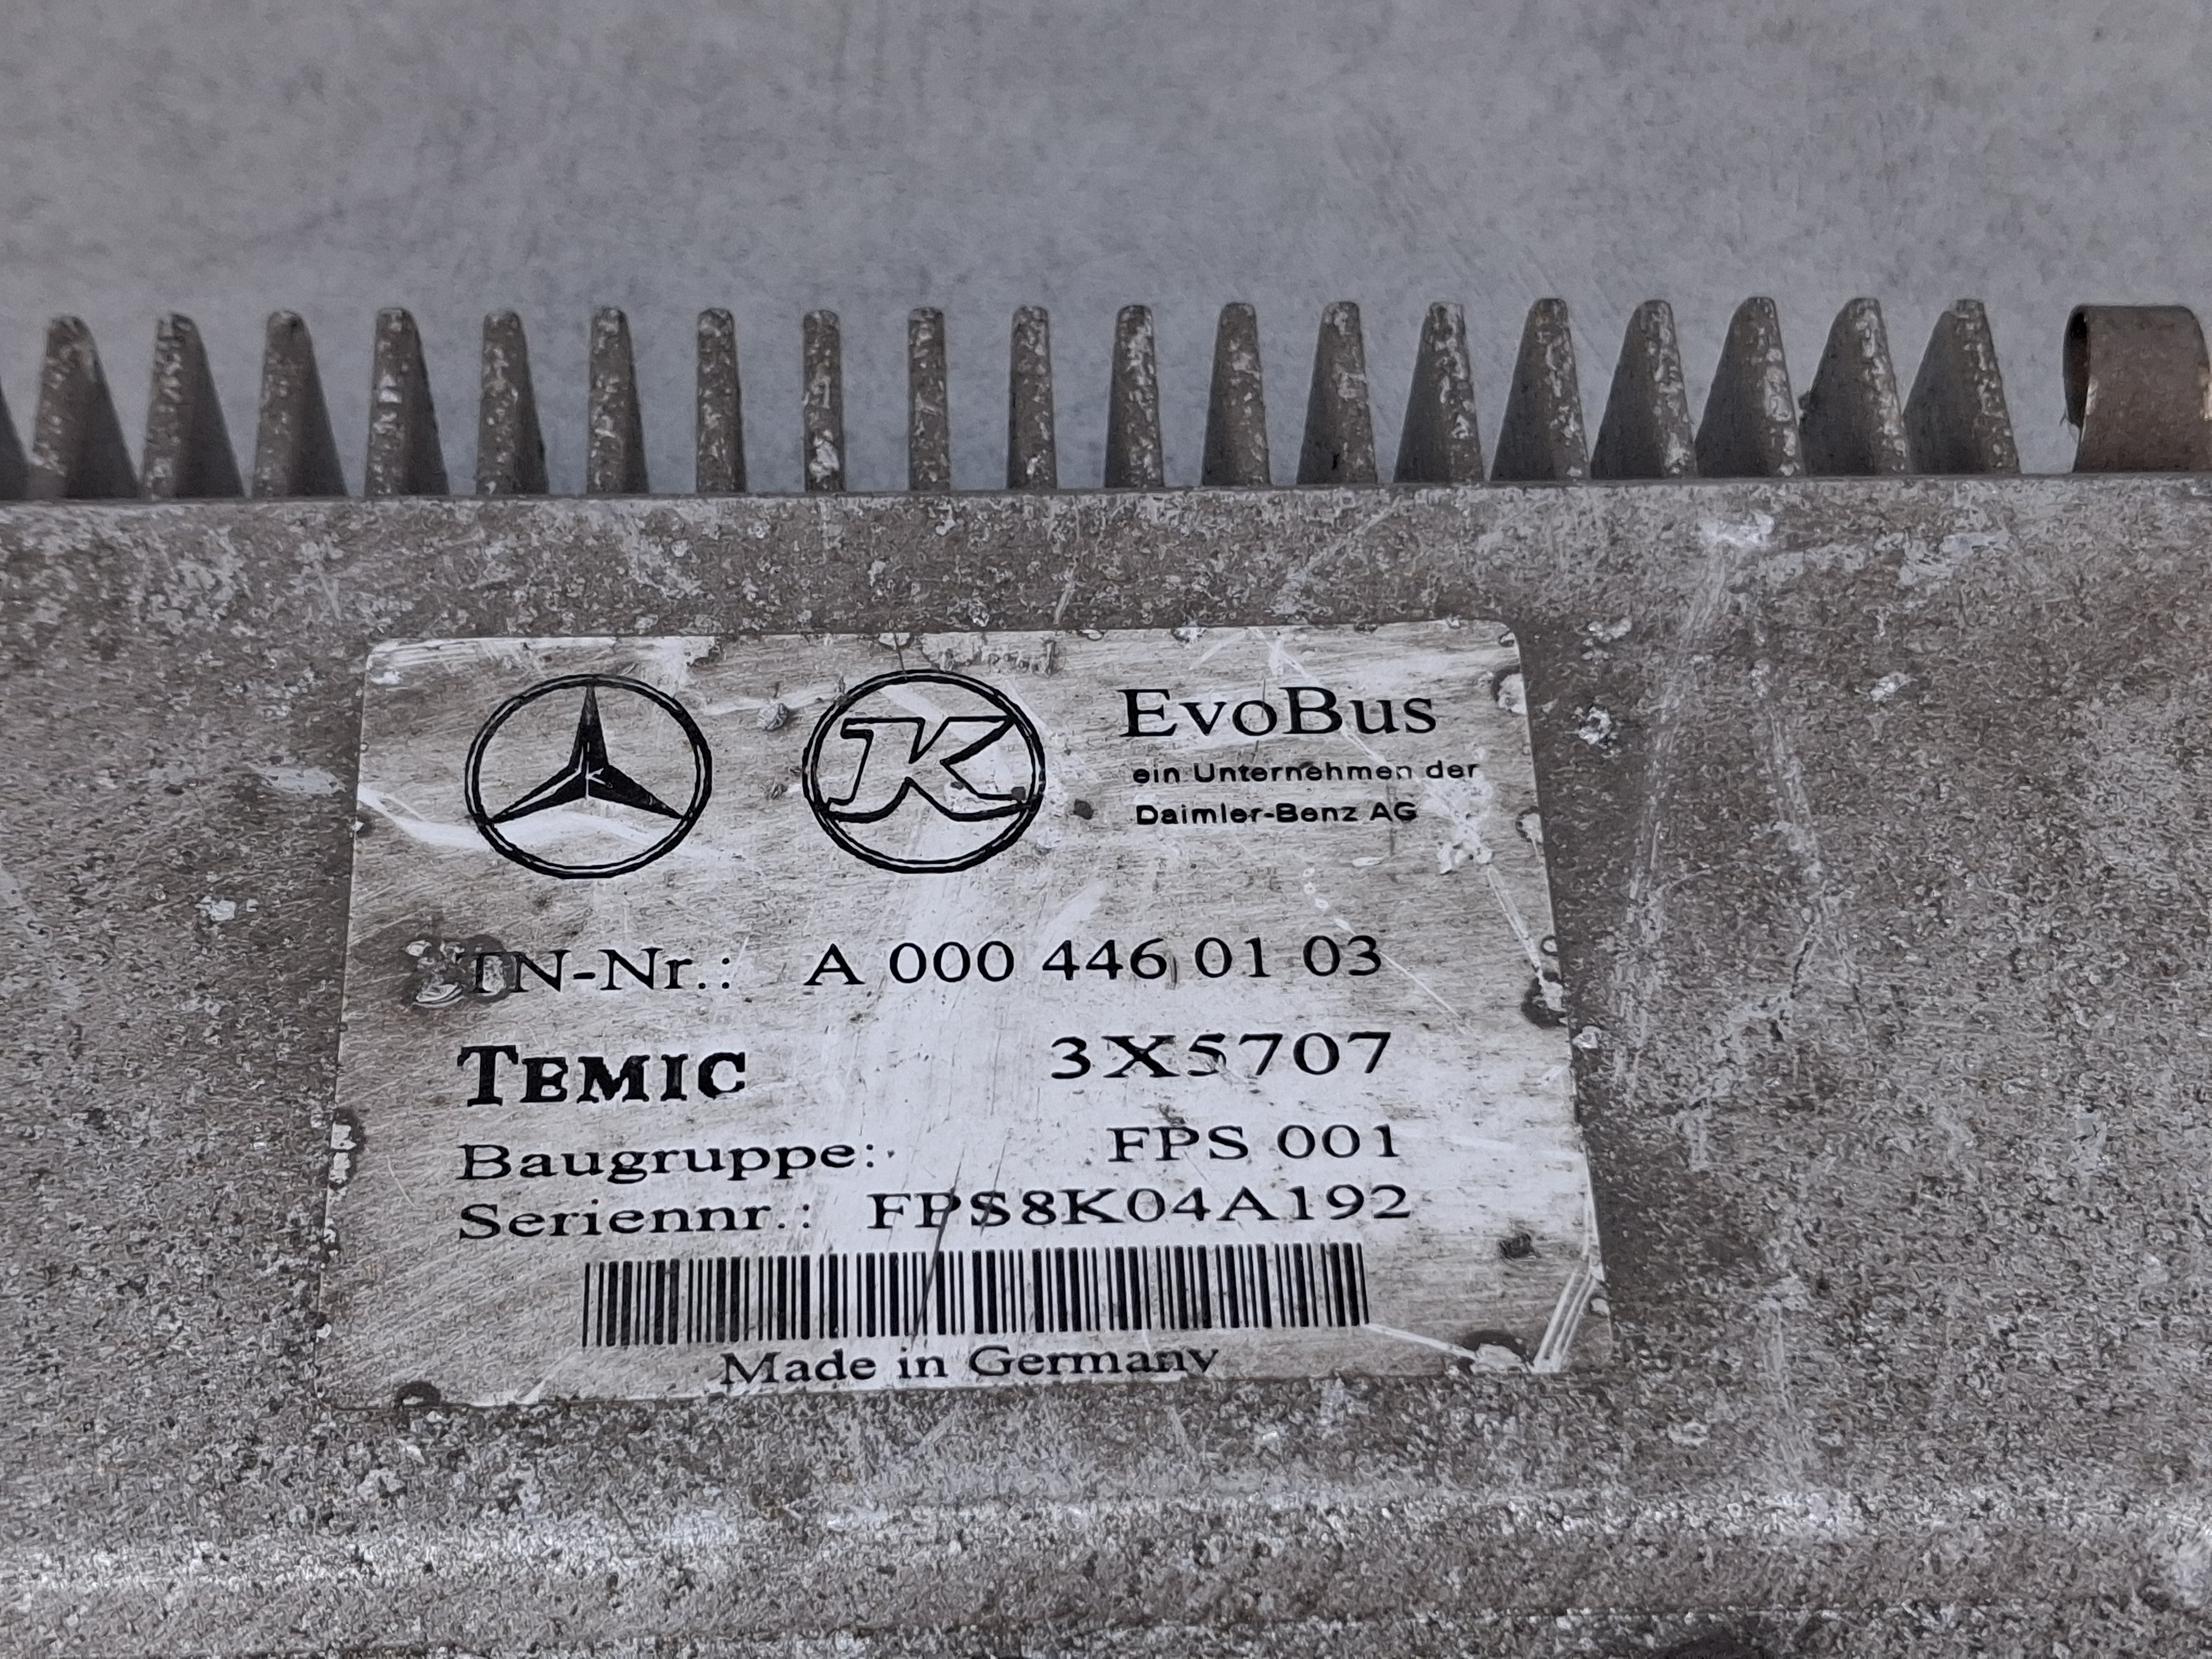 K
EvoBus
ein Unternehmen der
Daimler-Benz AG
TN-Nr.: A 000 446 01 03
TEMIC 3X5707
Baugruppe: FPS 001
Seriennr.: FPS8K04A192
Made in Germany